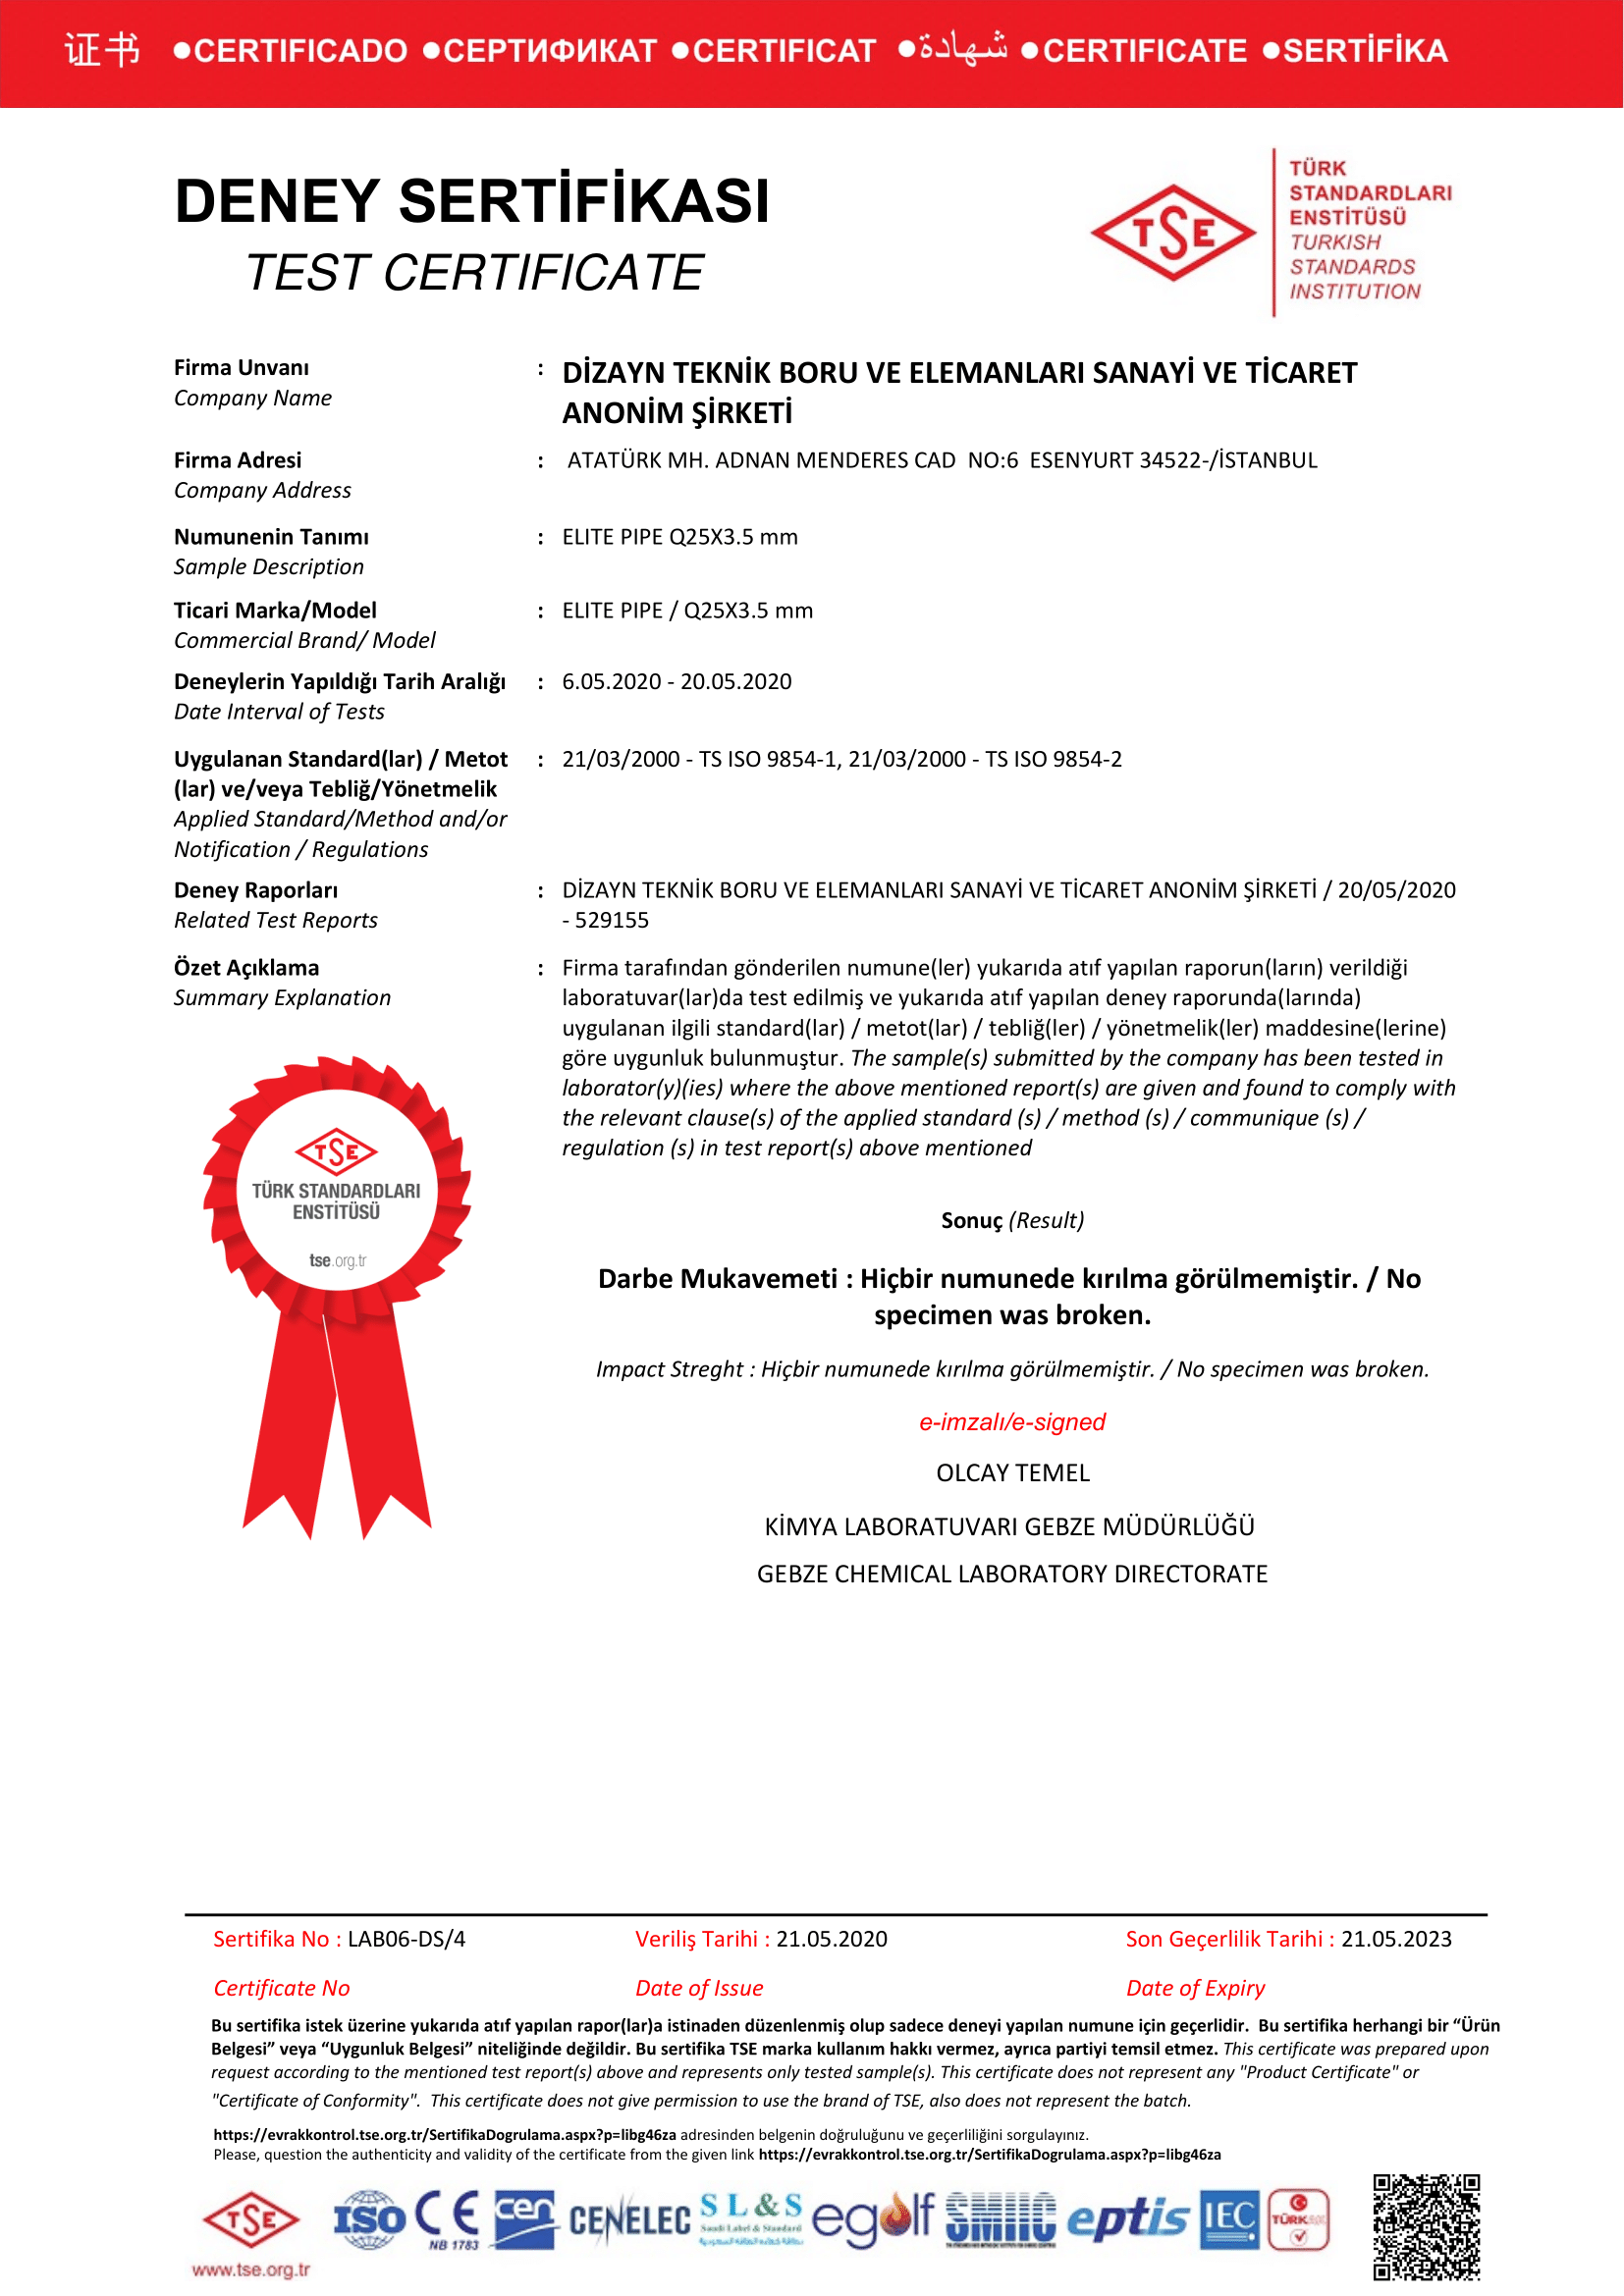 证书 ●CERTIFICADO ●СЕРТИФИКАТ ●CERTIFICAT ●شهادة ●CERTIFICATE ●SERTİFİKA
DENEY SERTİFİKASI
TEST CERTIFICATE
TSE
TÜRK
STANDARDLARI
ENSTİTÜSÜ
TURKISH
STANDARDS
INSTITUTION
Firma Unvanı : DİZAYN TEKNİK BORU VE ELEMANLARI SANAYİ VE TİCARET
Company Name
ANONİM ŞİRKETİ
Firma Adresi : ATATÜRK MH. ADNAN MENDERES CAD NO:6 ESENYURT 34522-/İSTANBUL
Company Address
Numunenin Tanımı : ELITE PIPE Q25X3.5 mm
Sample Description
Ticari Marka/Model : ELITE PIPE / Q25X3.5 mm
Commercial Brand/ Model
Deneylerin Yapıldığı Tarih Aralığı : 6.05.2020 - 20.05.2020
Date Interval of Tests
Uygulanan Standard(lar) / Metot : 21/03/2000 - TS ISO 9854-1, 21/03/2000 - TS ISO 9854-2
(lar) ve/veya Tebliğ/Yönetmelik
Applied Standard/Method and/or
Notification / Regulations
Deney Raporları : DİZAYN TEKNİK BORU VE ELEMANLARI SANAYİ VE TİCARET ANONİM ŞİRKETİ / 20/05/2020
Related Test Reports
- 529155
Özet Açıklama : Firma tarafından gönderilen numune(ler) yukarıda atıf yapılan raporun(ların) verildiği
Summary Explanation
laboratuvar(lar)da test edilmiş ve yukarıda atıf yapılan deney raporunda(larında)
uygulanan ilgili standard(lar) / metot(lar) / tebliğ(ler) / yönetmelik(ler) maddesine(lerine)
göre uygunluk bulunmuştur. The sample(s) submitted by the company has been tested in
laborator(y)(ies) where the above mentioned report(s) are given and found to comply with
the relevant clause(s) of the applied standard (s) / method (s) / communique (s) /
regulation (s) in test report(s) above mentioned
TSE
TÜRK STANDARDLARI
ENSTİTÜSÜ
tse.org.tr
Sonuç (Result)
Darbe Mukavemeti : Hiçbir numunede kırılma görülmemiştir. / No
specimen was broken.
Impact Streght : Hiçbir numunede kırılma görülmemiştir. / No specimen was broken.
e-imzalı/e-signed
OLCAY TEMEL
KİMYA LABORATUVARI GEBZE MÜDÜRLÜĞÜ
GEBZE CHEMICAL LABORATORY DIRECTORATE
Sertifika No : LAB06-DS/4 Veriliş Tarihi : 21.05.2020 Son Geçerlilik Tarihi : 21.05.2023
Certificate No Date of Issue Date of Expiry
Bu sertifika istek üzerine yukarıda atıf yapılan rapor(lar)a istinaden düzenlenmiş olup sadece deneyi yapılan numune için geçerlidir. Bu sertifika herhangi bir “Ürün
Belgesi” veya “Uygunluk Belgesi” niteliğinde değildir. Bu sertifika TSE marka kullanım hakkı vermez, ayrıca partiyi temsil etmez. This certificate was prepared upon
request according to the mentioned test report(s) above and represents only tested sample(s). This certificate does not represent any "Product Certificate" or
"Certificate of Conformity". This certificate does not give permission to use the brand of TSE, also does not represent the batch.
https://evrakkontrol.tse.org.tr/SertifikaDogrulama.aspx?p=libg46za adresinden belgenin doğruluğunu ve geçerliliğini sorgulayınız.
Please, question the authenticity and validity of the certificate from the given link https://evrakkontrol.tse.org.tr/SertifikaDogrulama.aspx?p=libg46za
TSE ISO CE cen CENELEC SL&S egolf SMIIC eptis IEC TÜRKAK
NB 1783 Saudi Label & Standard
www.tse.org.tr